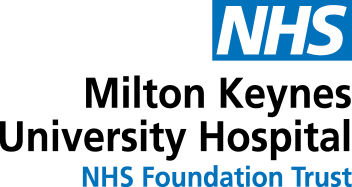 NHS
Milton Keynes
University Hospital
NHS Foundation Trust